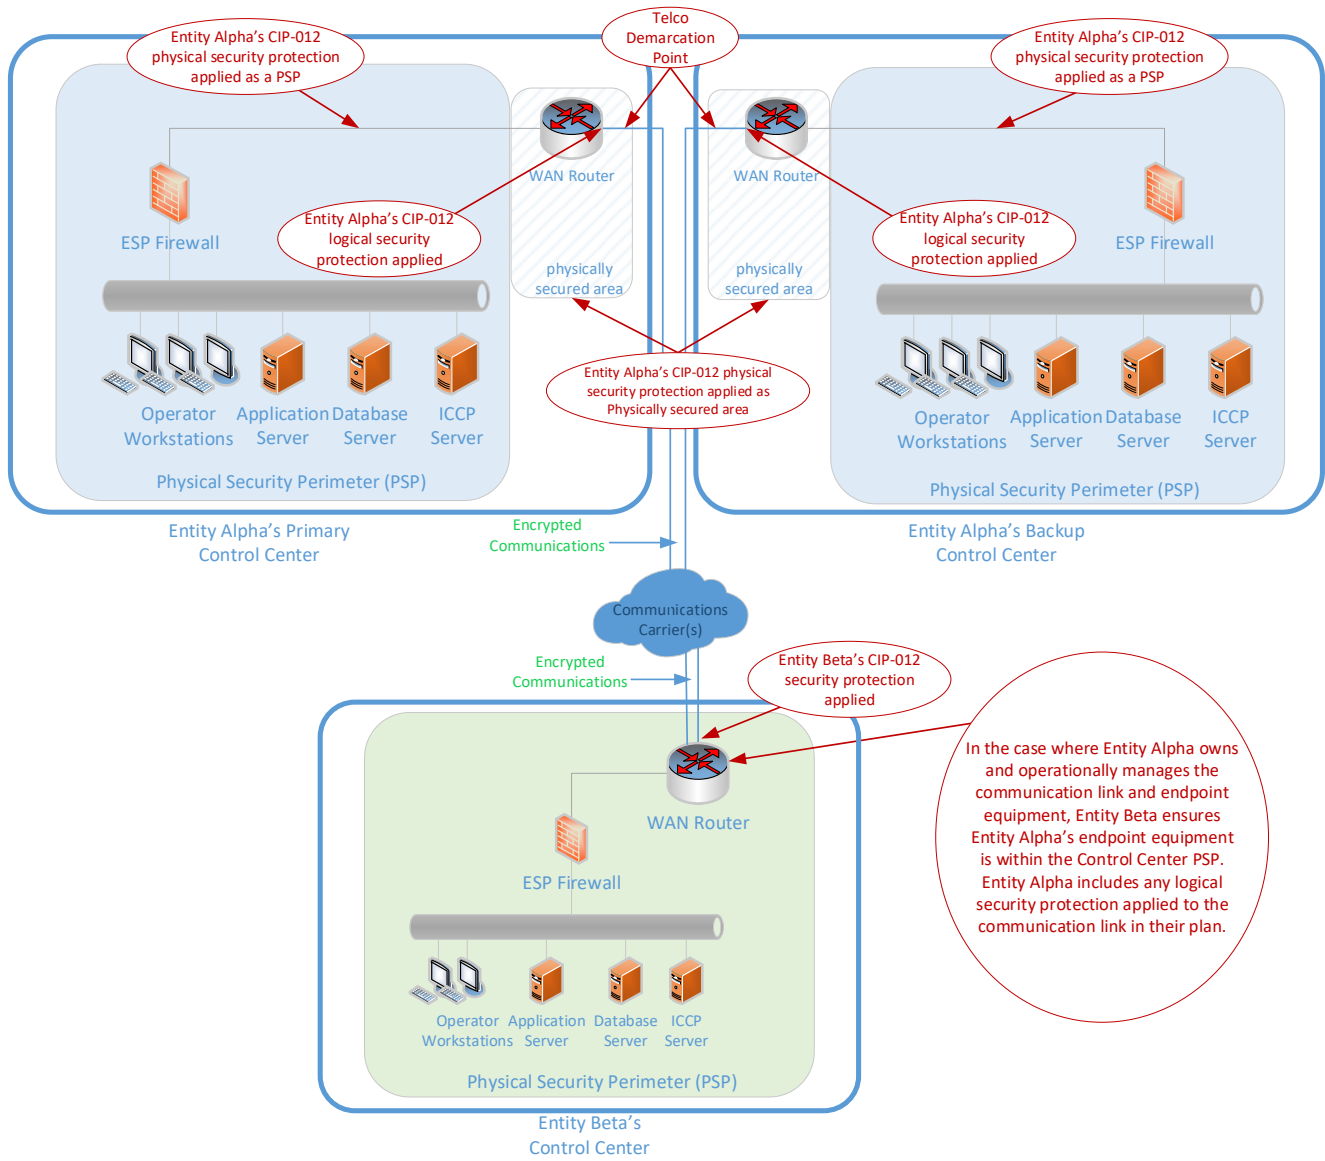 Entity Alpha's CIP-012
physical security protection
applied as a PSP
Telco
Demarcation
Point
Entity Alpha's CIP-012
physical security protection
applied as a PSP
WAN Router
WAN Router
ESP Firewall
Entity Alpha's CIP-012
logical security
protection applied
Entity Alpha's CIP-012
logical security
protection applied
ESP Firewall
physically
secured area
physically
secured area
Entity Alpha's CIP-012 physical
security protection applied as
Physically secured area
Operator
Workstations
Application
Server
Database
Server
ICCP
Server
Operator
Workstations
Application
Server
Database
Server
ICCP
Server
Physical Security Perimeter (PSP)
Physical Security Perimeter (PSP)
Entity Alpha's Primary
Control Center
Encrypted
Communications
Entity Alpha's Backup
Control Center
Communications
Carrier(s)
Encrypted
Communications
Entity Beta's CIP-012
security protection
applied
WAN Router
In the case where Entity Alpha owns
and operationally manages the
communication link and endpoint
equipment, Entity Beta ensures
Entity Alpha's endpoint equipment
is within the Control Center PSP.
Entity Alpha includes any logical
security protection applied to the
communication link in their plan.
ESP Firewall
Operator
Workstations
Application
Server
Database
Server
ICCP
Server
Physical Security Perimeter (PSP)
Entity Beta's
Control Center